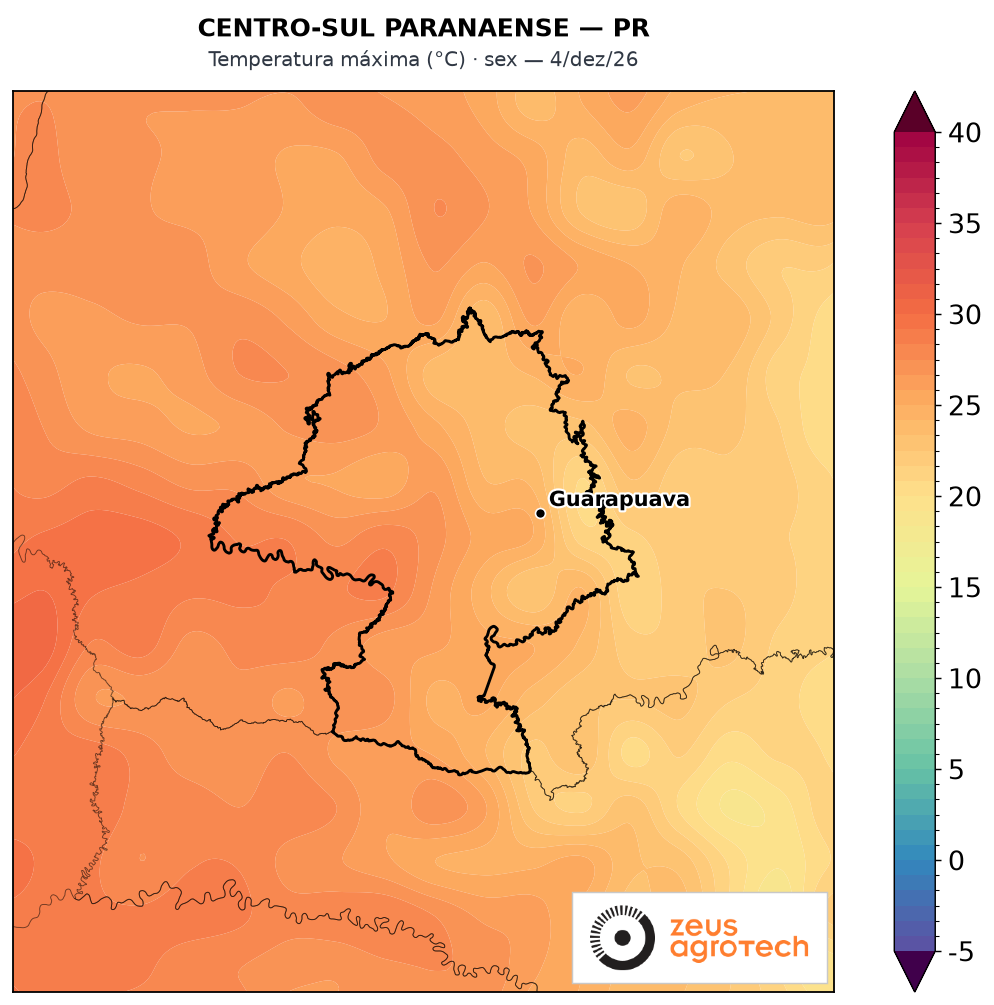 CENTRO-SUL PARANAENSE — PR
Temperatura máxima (°C) · sex — 4/dez/26
40
35
30
25
20
15
10
5
0
-5
Guarapuava
zeus
agrotech